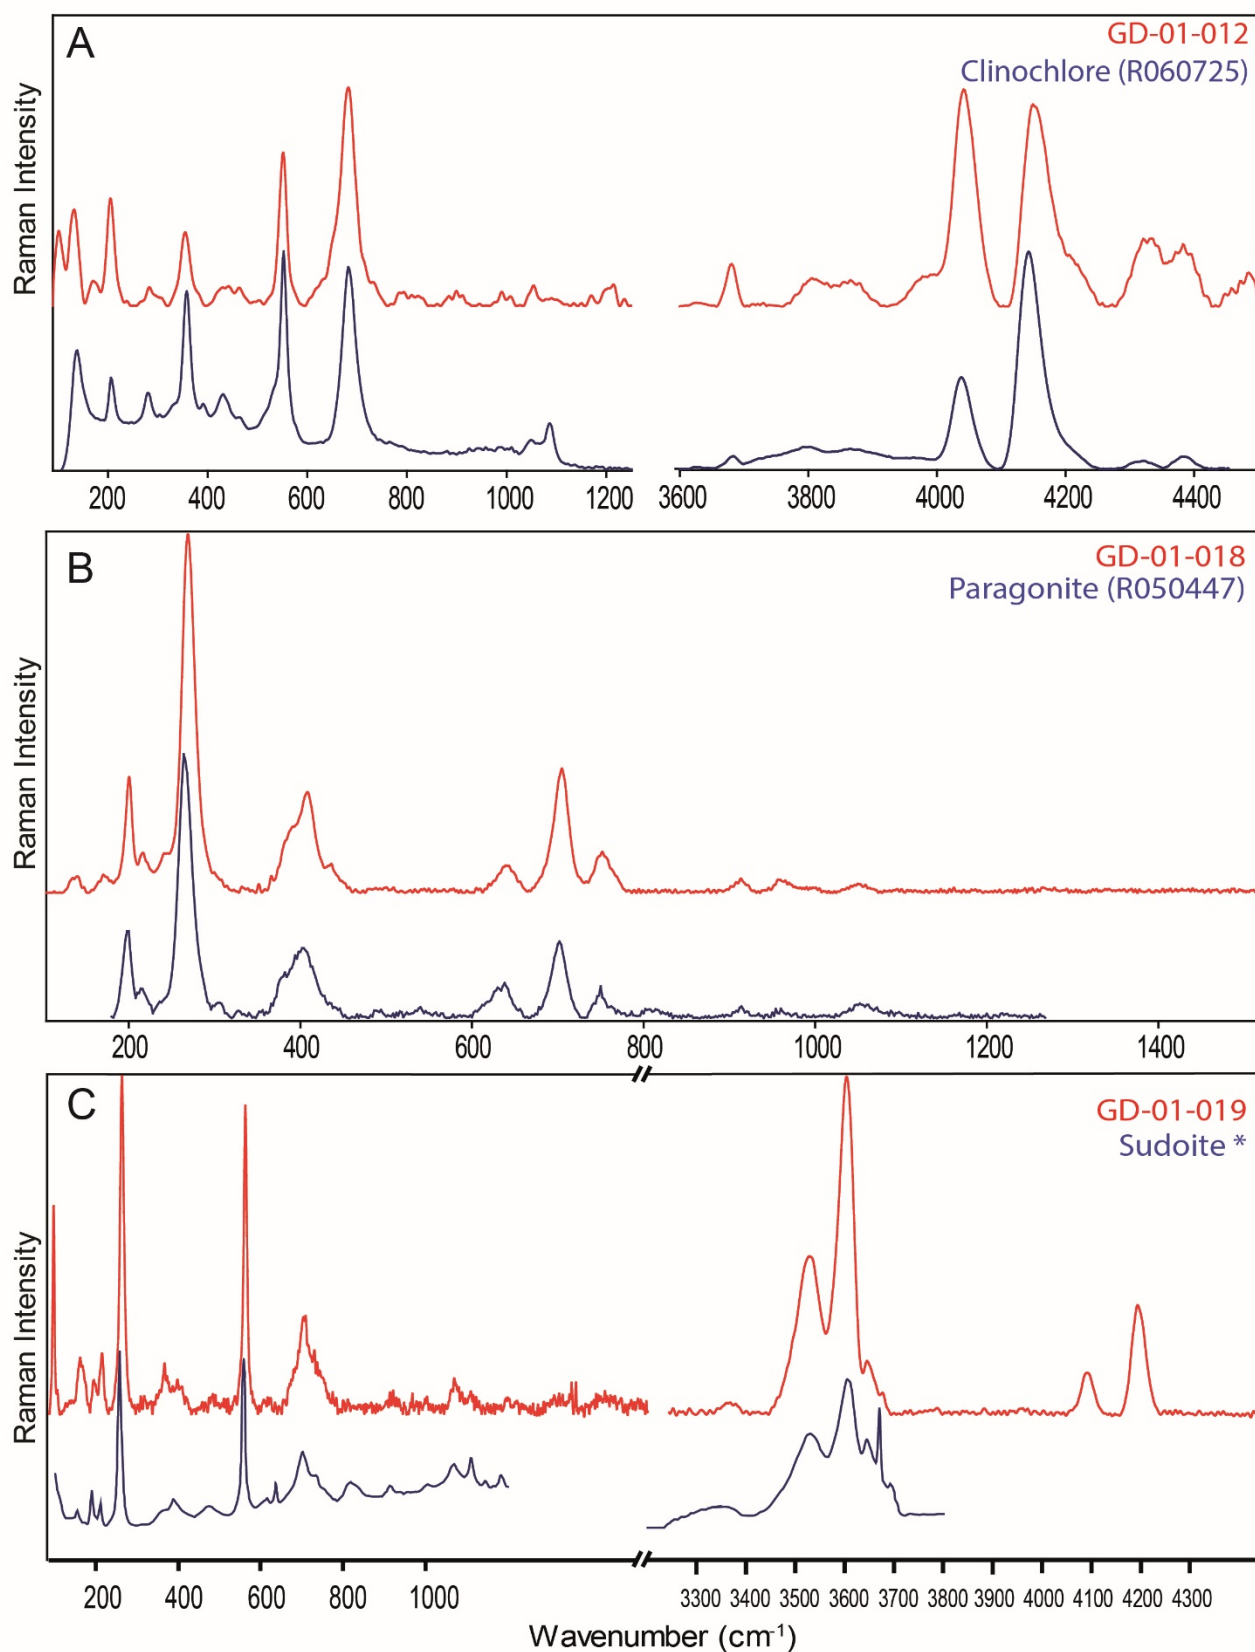 A
GD-01-012
Clinochlore (R060725)
Raman Intensity
200 400 600 800 1000 1200 3600 3800 4000 4200 4400
B
GD-01-018
Paragonite (R050447)
Raman Intensity
200 400 600 800 1000 1200 1400
C
GD-01-019
Sudoite *
Raman Intensity
200 400 600 800 1000 3300 3400 3500 3600 3700 3800 3900 4000 4100 4200 4300
Wavenumber (cm⁻¹)